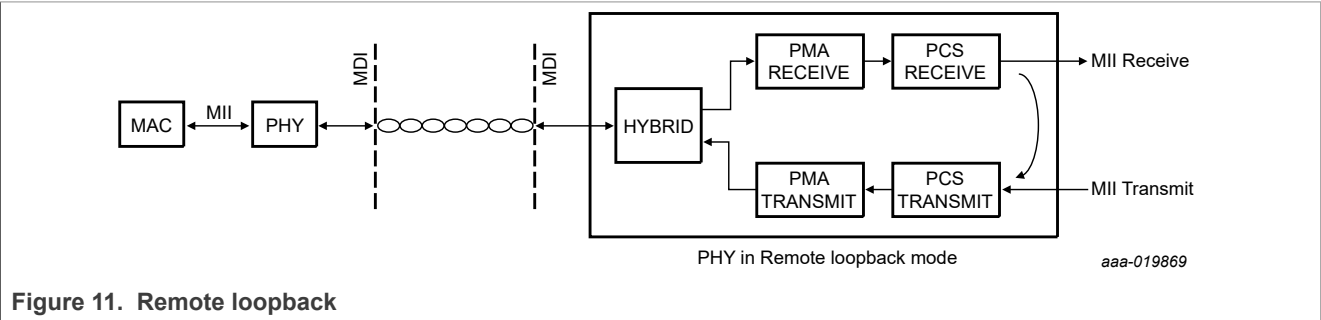 MAC
MII
PHY
MDI
MDI
HYBRID
PMA
RECEIVE
PCS
RECEIVE
MII Receive
PMA
TRANSMIT
PCS
TRANSMIT
MII Transmit
PHY in Remote loopback mode
aaa-019869
Figure 11. Remote loopback